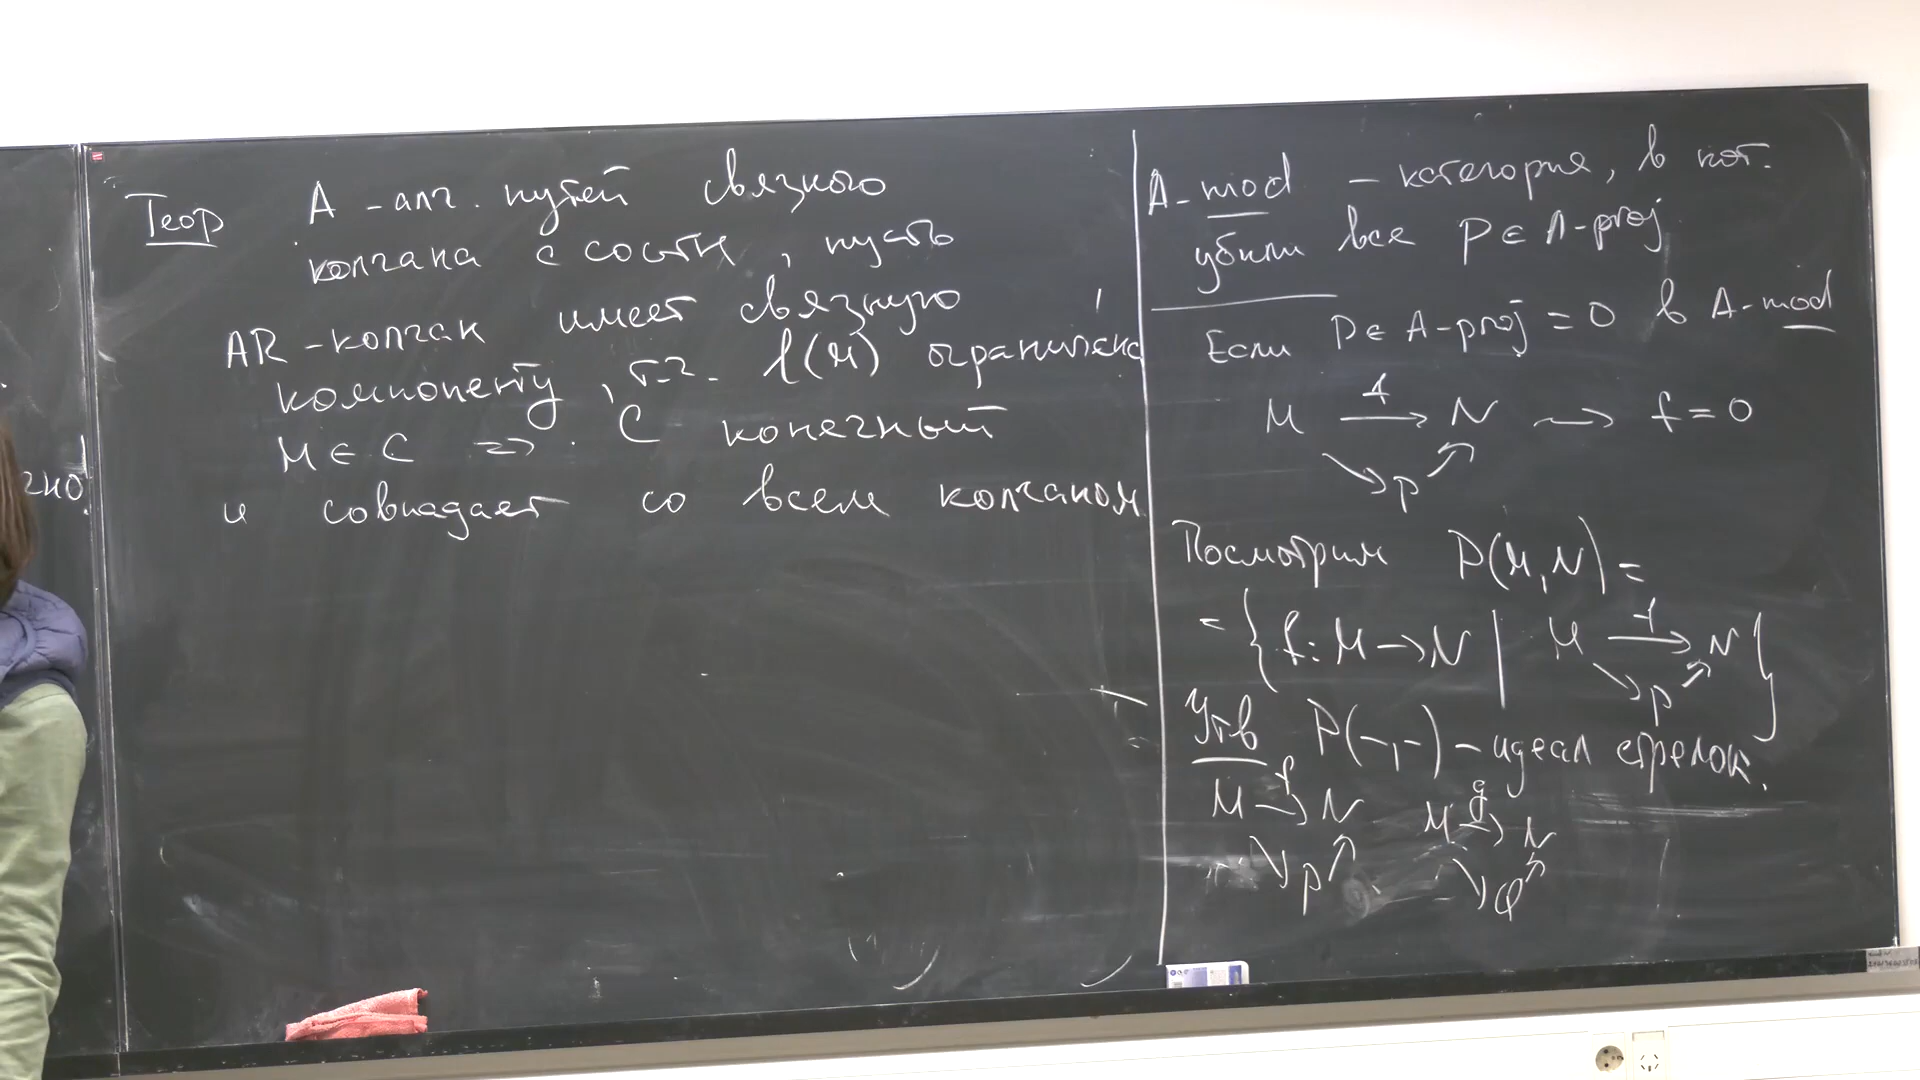 Теор A - алг. путей связного
колчана с соотн, пусть
AR - колчан имеет связную
компоненту, т.ч. l(M) ограничена
M ∈ C => C конечный
и совпадает со всем колчаном
A-mod - категория, в кот.
убили все P ∈ A-proj
Если P ∈ A-proj = 0 в A-mod
M →f N ⇝ f = 0
↘ P ↗
Посмотрим P(M,N) =
= { f: M → N | M →f N }
↘ P ↗
Утв P(-,-) - идеал стрелок.
M →f N M →g N
↘ P ↗ ↘ Q ↗